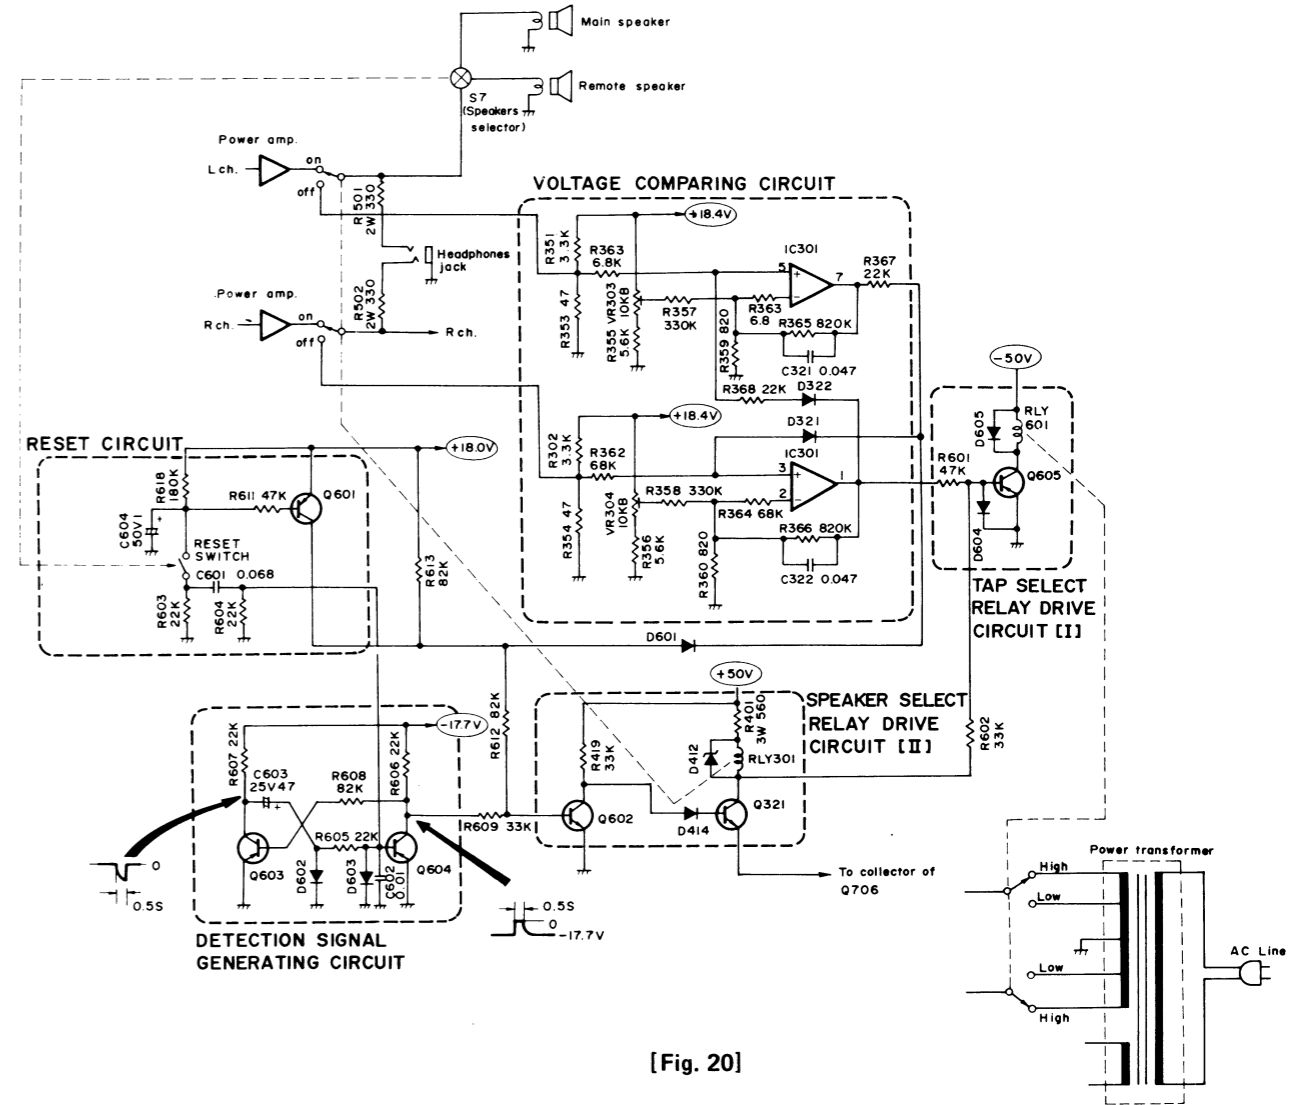 Main speaker
Remote speaker
S7
(Speakers
selector)
Power amp.
L ch.
on
off
R501
2W 330
Headphones
jack
R502
2W 330
Power amp.
R ch.
on
off
R ch.
VOLTAGE COMPARING CIRCUIT
+18.4V
R351
3.3K
R363
6.8K
IC301
5
+
−
7
R367
22K
R353 47
R355 VR303
5.6K 10KB
R357
330K
R363
6.8
R359 820
R365 820K
C321 0.047
R368 22K
D322
+18.4V
D321
R302
3.3K
R362
68K
IC301
3
+
2
−
1
R358 330K
R364 68K
R354 47
VR304
10KB
R356
5.6K
R366 820K
R360 820
C322 0.047
-50V
D605
RLY
601
R601
47K
Q605
D604
TAP SELECT
RELAY DRIVE
CIRCUIT [I]
RESET CIRCUIT
+18.0V
R618
180K
R611 47K
Q601
C604
50V1
+
RESET
SWITCH
C601 0.068
R603
22K
R604
22K
R613
82K
D601
+50V
SPEAKER SELECT
RELAY DRIVE
CIRCUIT [II]
R401
3W 560
R419
33K
D412
RLY301
R602
33K
Q602
D414
Q321
To collector of
Q706
R612 82K
-17.7V
R607 22K
C603
25V47
+
R608
82K
R606 22K
R609 33K
R605 22K
Q603
D602
D603
C602
0.01
Q604
0
0.5S
0.5S
0
-17.7V
DETECTION SIGNAL
GENERATING CIRCUIT
Power transformer
High
Low
Low
High
AC Line
[Fig. 20]